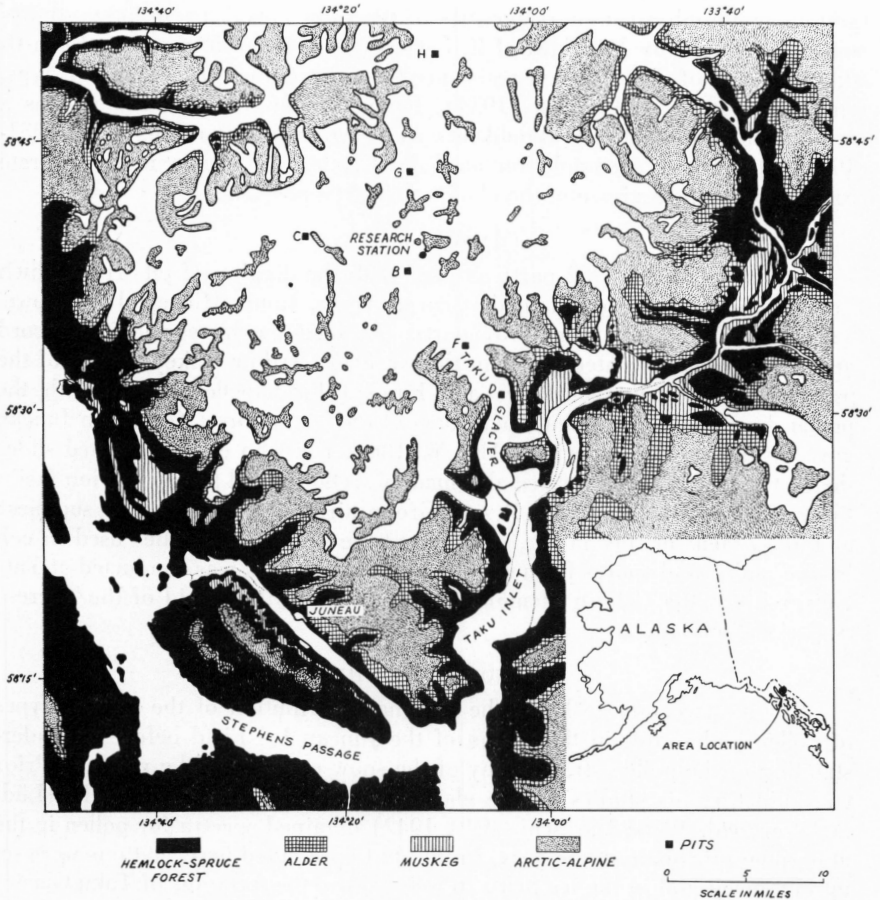 134°40' 134°20' 134°00' 133°40'
H
58°45' 58°45'
G
C
RESEARCH
STATION
B
F
TAKU D GLACIER
58°30' 58°30'
JUNEAU
TAKU INLET
ALASKA
58°15'
STEPHENS PASSAGE
AREA LOCATION
134°40' 134°20' 134°00'
HEMLOCK-SPRUCE
FOREST
ALDER
MUSKEG
ARCTIC-ALPINE
PITS
0 5 10
SCALE IN MILES